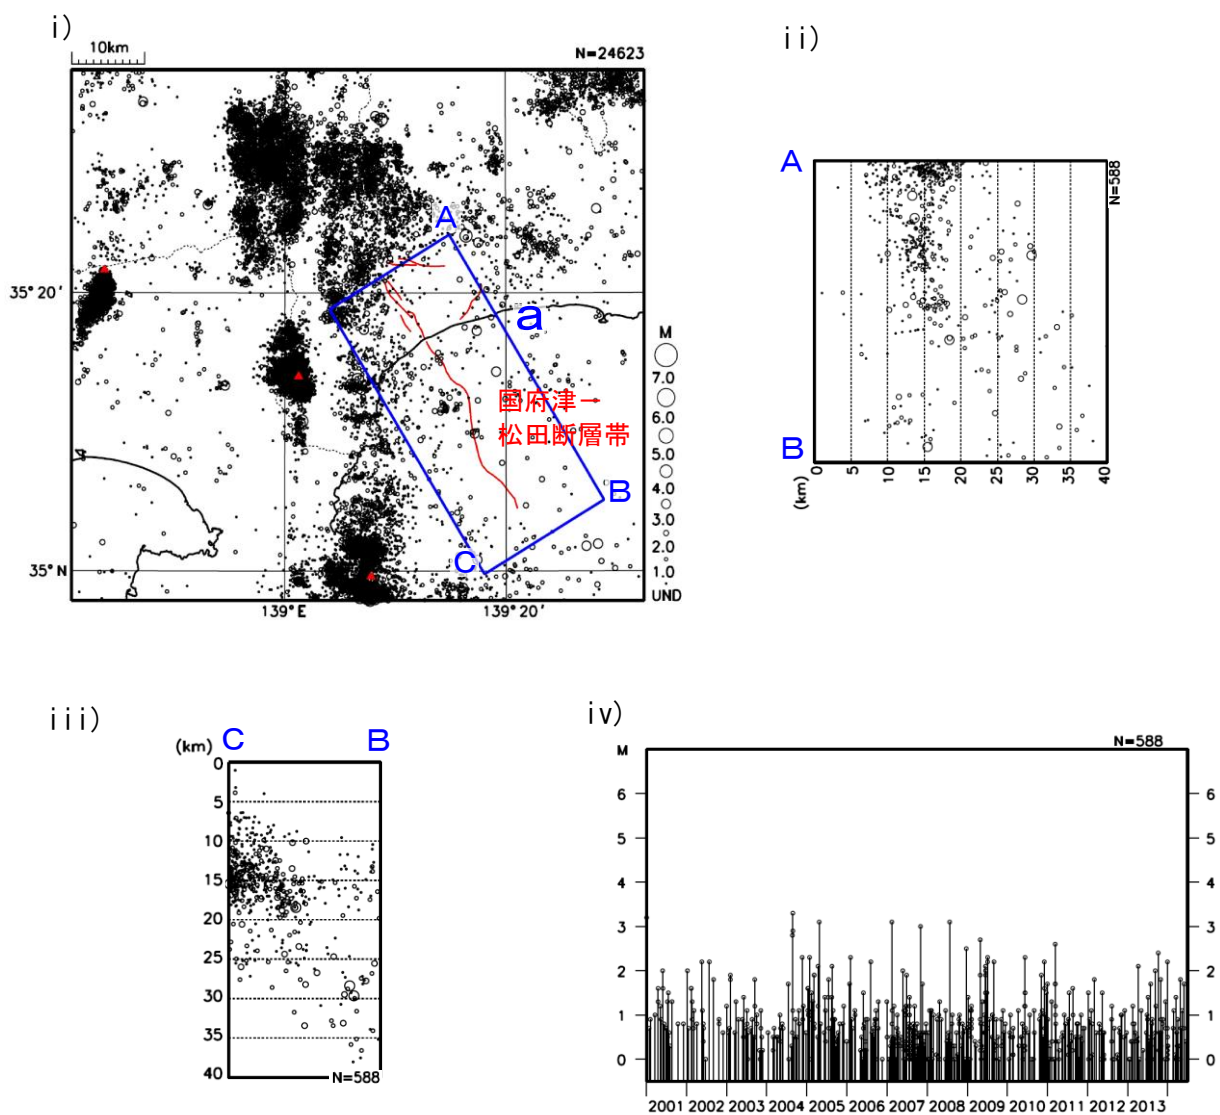 i)
10km
N=24623
A
35°20′
a
国府津－
松田断層帯
B
C
35°N
139°E
139°20′
M
7.0
6.0
5.0
4.0
3.0
2.0
1.0
UND
ii)
A
N=588
B
0 5 10 15 20 25 30 35 40
(km)
iii)
(km) C B
0
5
10
15
20
25
30
35
40
N=588
iv)
M N=588
6 6
5 5
4 4
3 3
2 2
1 1
0 0
2001 2002 2003 2004 2005 2006 2007 2008 2009 2010 2011 2012 2013